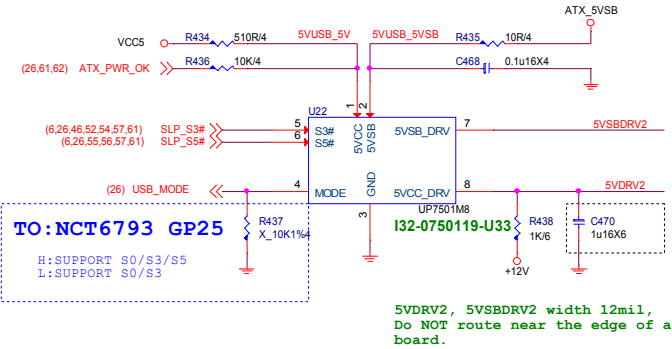 ATX_5VSB
VCC5 R434 510R/4 5VUSB_5V 5VUSB_5VSB R435 10R/4
(26,61,62) ATX_PWR_OK R436 10K/4 C468 0.1u16X4
U22
1 2
(6,26,46,52,54,57,61) SLP_S3# 5 S3# 5VCC 5VSB 5VSB_DRV 7 5VSBDRV2
(6,26,55,56,57,61) SLP_S5# 6 S5#
(26) USB_MODE 4 MODE GND 5VCC_DRV 8 5VDRV2
3 UP7501M8
TO:NCT6793 GP25 R437 X_10K1%4 I32-0750119-U33 R438 1K/6 C470 1u16X6
H:SUPPORT S0/S3/S5
L:SUPPORT S0/S3
+12V
5VDRV2, 5VSBDRV2 width 12mil,
Do NOT route near the edge of a
board.